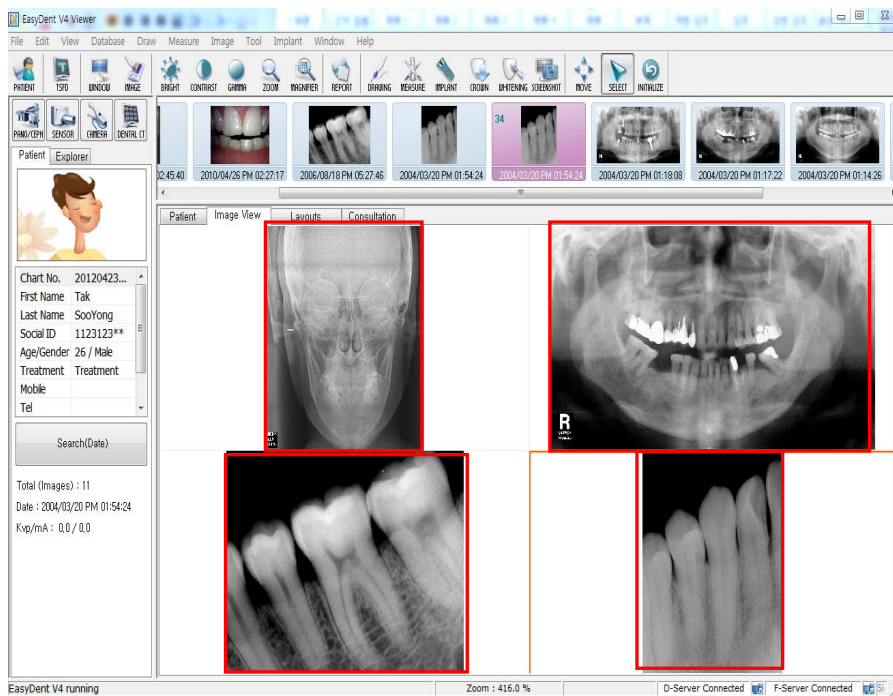 EasyDent V4 Viewer
File Edit View Database Draw Measure Image Tool Implant Window Help
PATIENT TSFD WINDOW IMAGE BRIGHT CONTRAST GAMMA ZOOM MAGNIFIER REPORT DRAWING MEASURE IMPLANT CROWN WHITENING SCREENSHOT MOVE SELECT INITIALIZE
PANO/CEPH SENSOR CAMERA DENTAL CT
34
2:45:40 2010/04/26 PM 02:27:17 2006/08/18 PM 05:27:46 2004/03/20 PM 01:54:24 2004/03/20 PM 01:54:24 2004/03/20 PM 01:18:08 2004/03/20 PM 01:17:22 2004/03/20 PM 01:14:26
Patient Explorer
Patient Image View Layouts Consultation
Chart No. 20120423...
First Name Tak
Last Name SooYong
Social ID 1123123**
Age/Gender 26 / Male
Treatment Treatment
Mobile
Tel
R
Search(Date)
Total (Images) : 11
Date : 2004/03/20 PM 01:54:24
Kvp/mA : 0,0 / 0,0
EasyDent V4 running Zoom : 416.0 % D-Server Connected F-Server Connected